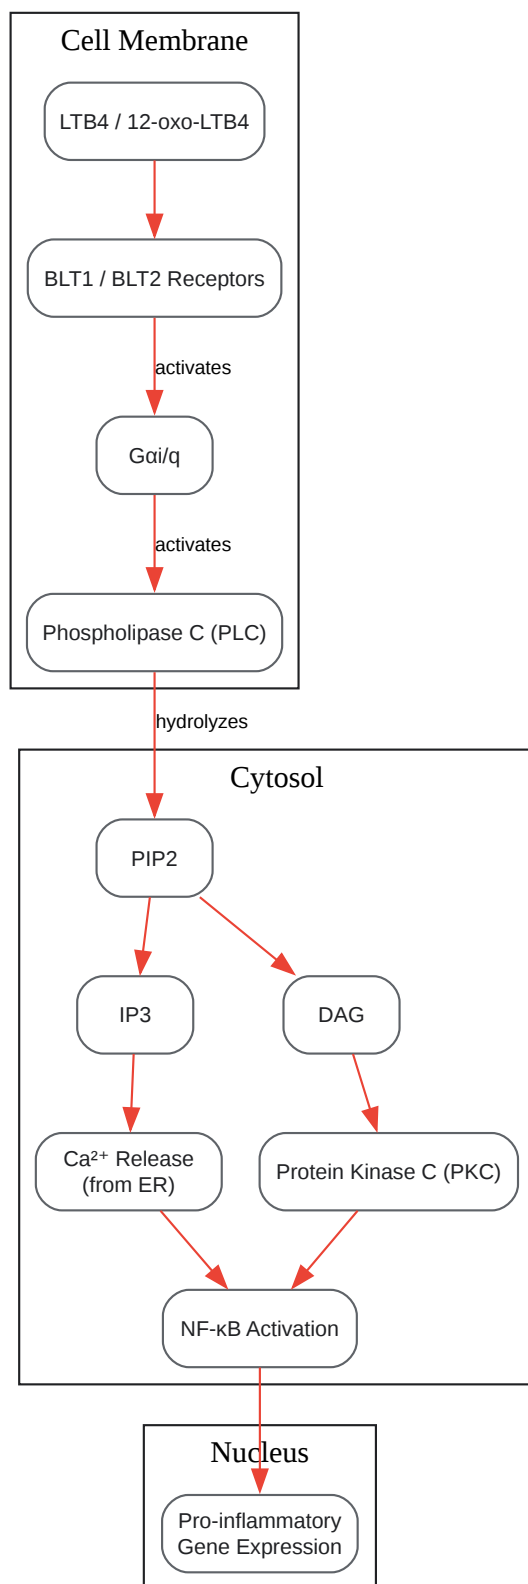 Cell Membrane
LTB4 / 12-oxo-LTB4
BLT1 / BLT2 Receptors
activates
Gαi/q
activates
Phospholipase C (PLC)
hydrolyzes
Cytosol
PIP2
IP3
DAG
Ca²⁺ Release
(from ER)
Protein Kinase C (PKC)
NF-κB Activation
Nucleus
Pro-inflammatory
Gene Expression